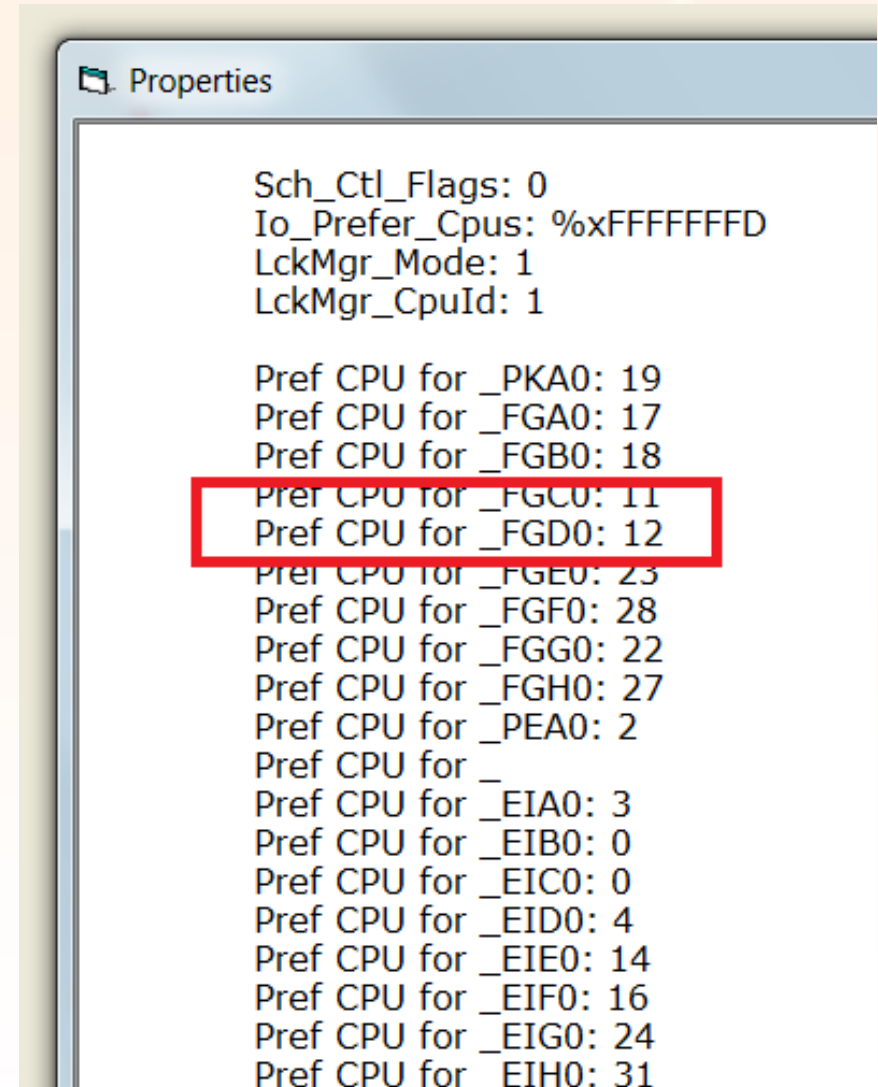 Properties
Sch_Ctl_Flags: 0
Io_Prefer_Cpus: %xFFFFFFFD
LckMgr_Mode: 1
LckMgr_CpuId: 1
Pref CPU for _PKA0: 19
Pref CPU for _FGA0: 17
Pref CPU for _FGB0: 18
Pref CPU for _FGC0: 11
Pref CPU for _FGD0: 12
Pref CPU for _FGE0: 23
Pref CPU for _FGF0: 28
Pref CPU for _FGG0: 22
Pref CPU for _FGH0: 27
Pref CPU for _PEA0: 2
Pref CPU for _
Pref CPU for _EIA0: 3
Pref CPU for _EIB0: 0
Pref CPU for _EIC0: 0
Pref CPU for _EID0: 4
Pref CPU for _EIE0: 14
Pref CPU for _EIF0: 16
Pref CPU for _EIG0: 24
Pref CPU for _EIH0: 31